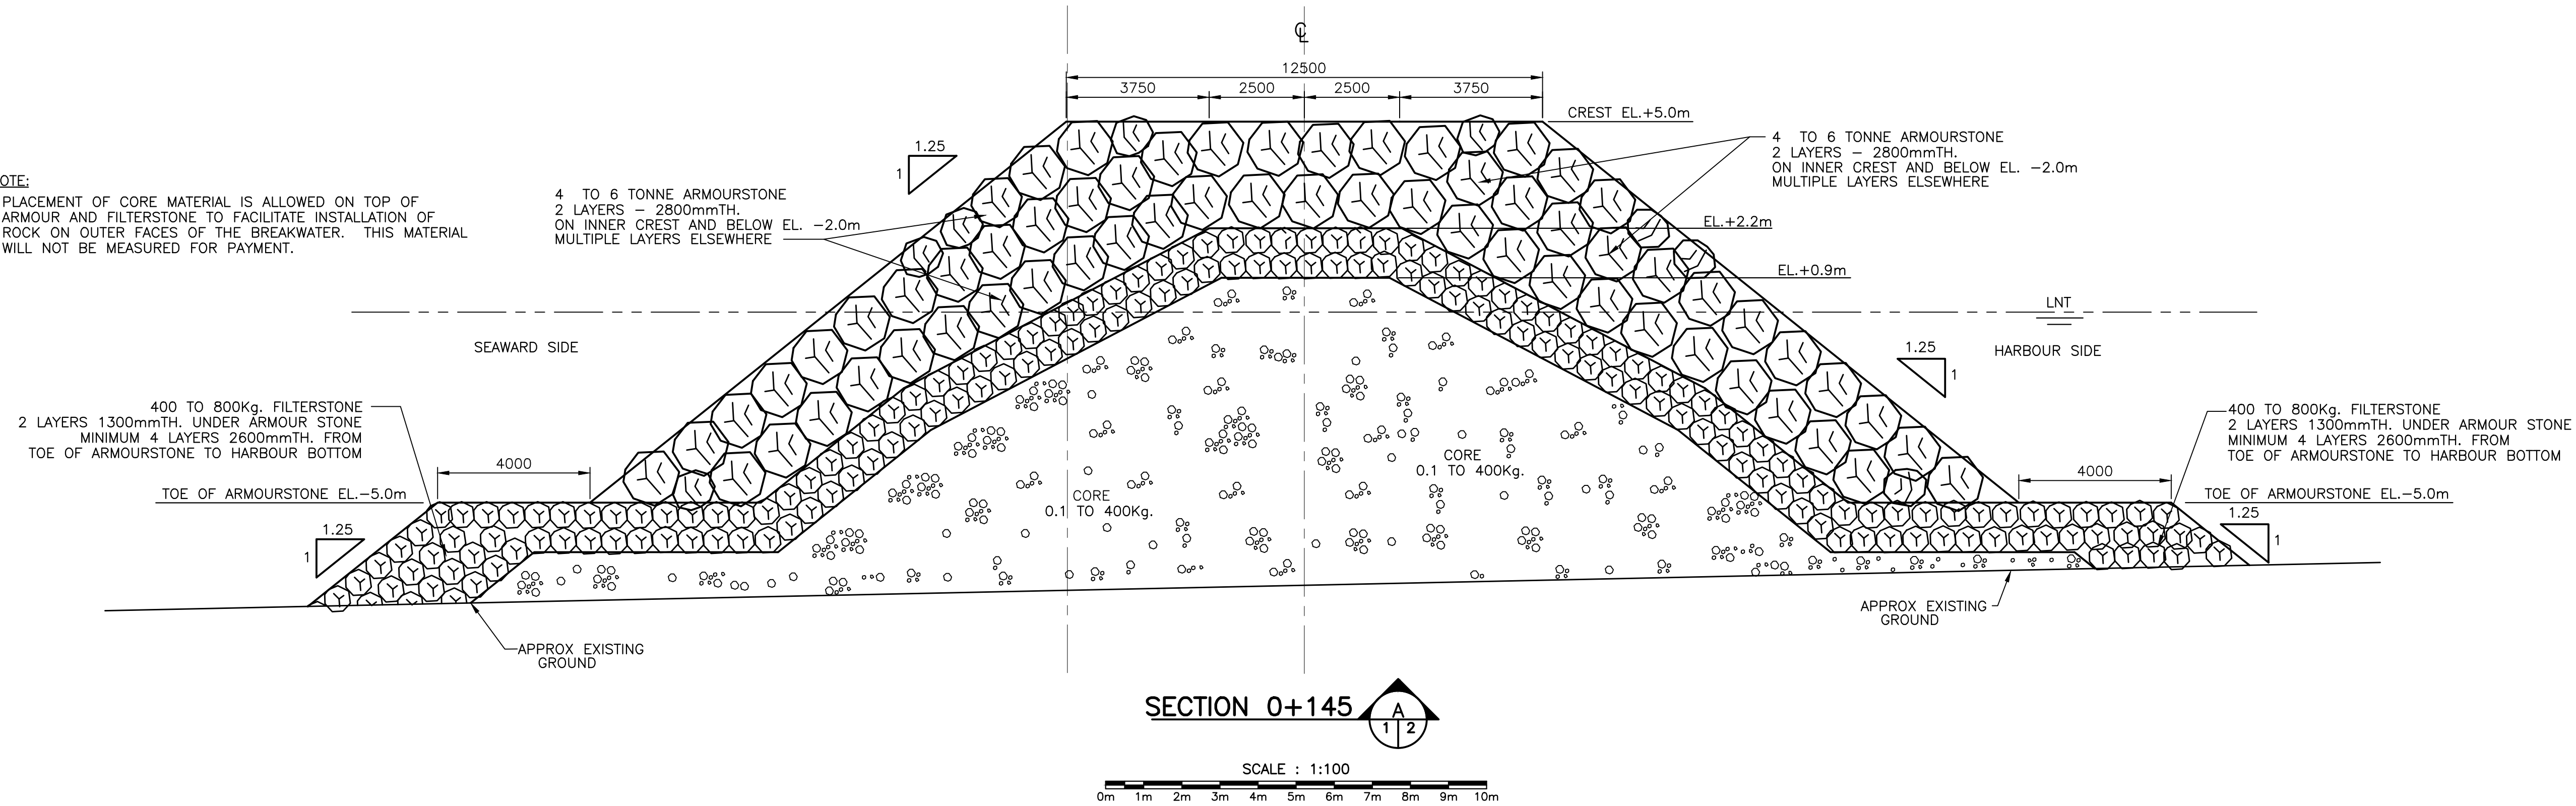 ℄
12500
3750
2500
2500
3750
CREST EL.+5.0m
1.25
1
4 TO 6 TONNE ARMOURSTONE
2 LAYERS - 2800mmTH.
ON INNER CREST AND BELOW EL. -2.0m
MULTIPLE LAYERS ELSEWHERE
OTE:
PLACEMENT OF CORE MATERIAL IS ALLOWED ON TOP OF
ARMOUR AND FILTERSTONE TO FACILITATE INSTALLATION OF
ROCK ON OUTER FACES OF THE BREAKWATER. THIS MATERIAL
WILL NOT BE MEASURED FOR PAYMENT.
4 TO 6 TONNE ARMOURSTONE
2 LAYERS - 2800mmTH.
ON INNER CREST AND BELOW EL. -2.0m
MULTIPLE LAYERS ELSEWHERE
EL.+2.2m
EL.+0.9m
LNT
SEAWARD SIDE
HARBOUR SIDE
1.25
1
400 TO 800Kg. FILTERSTONE
2 LAYERS 1300mmTH. UNDER ARMOUR STONE
MINIMUM 4 LAYERS 2600mmTH. FROM
TOE OF ARMOURSTONE TO HARBOUR BOTTOM
400 TO 800Kg. FILTERSTONE
2 LAYERS 1300mmTH. UNDER ARMOUR STONE
MINIMUM 4 LAYERS 2600mmTH. FROM
TOE OF ARMOURSTONE TO HARBOUR BOTTOM
4000
4000
CORE
0.1 TO 400Kg.
CORE
0.1 TO 400Kg.
TOE OF ARMOURSTONE EL.-5.0m
TOE OF ARMOURSTONE EL.-5.0m
1.25
1
1.25
1
APPROX EXISTING
GROUND
APPROX EXISTING
GROUND
SECTION 0+145
A
1 2
SCALE : 1:100
0m 1m 2m 3m 4m 5m 6m 7m 8m 9m 10m